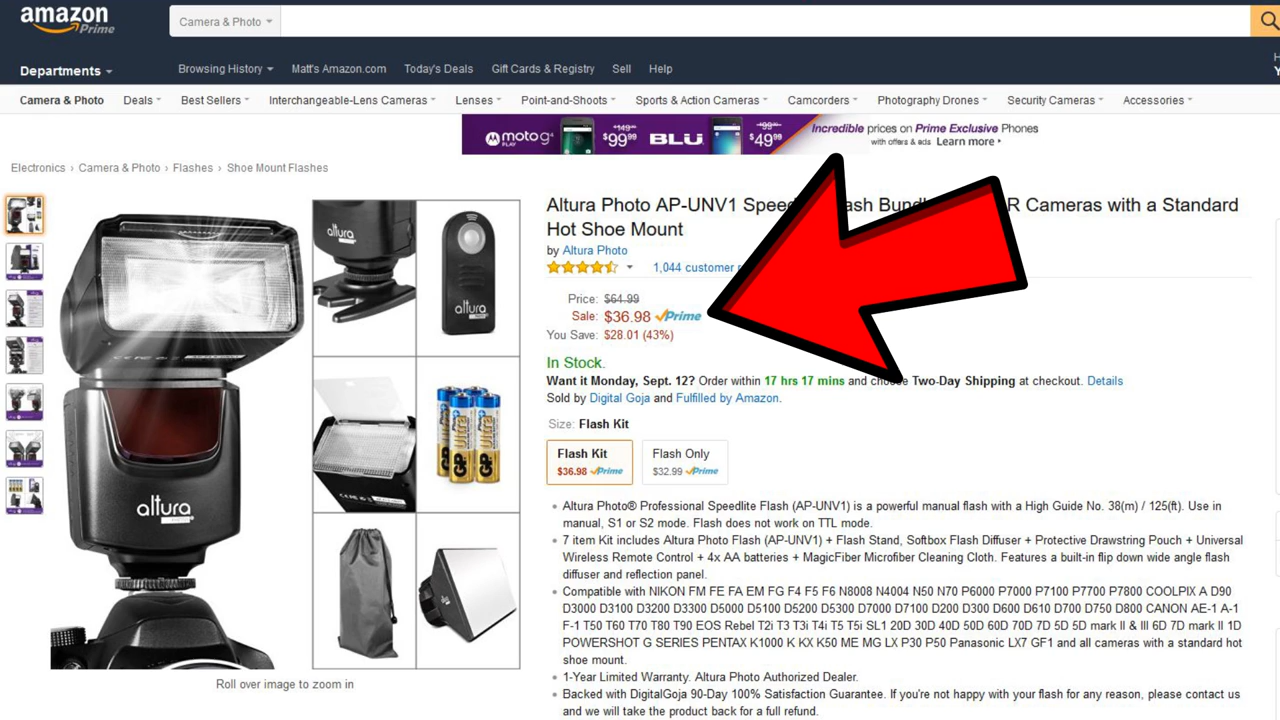 amazon
Prime
Camera & Photo
Departments
Browsing History
Matt's Amazon.com
Today's Deals
Gift Cards & Registry
Sell
Help
Camera & Photo
Deals
Best Sellers
Interchangeable-Lens Cameras
Lenses
Point-and-Shoots
Sports & Action Cameras
Camcorders
Photography Drones
Security Cameras
Accessories
moto g4 PLAY
$149.99
$99.99
BLU
$99.99
$49.99
Incredible prices on Prime Exclusive Phones
with offers & ads Learn more
Electronics › Camera & Photo › Flashes › Shoe Mount Flashes
Altura Photo AP-UNV1 R Cameras with a Standard
Hot Shoe Mount
by Altura Photo
1,044 customer
Price: $64.99
Sale: $36.98 Prime
You Save: $28.01 (43%)
In Stock.
Want it Monday, Sept. 12? Order within 17 hrs 17 mins and Two-Day Shipping at checkout. Details
Sold by Digital Goja and Fulfilled by Amazon.
Size: Flash Kit
Flash Kit
$36.98 Prime
Flash Only
$32.99 Prime
altura
altura
altura
GP
Ultra
Roll over image to zoom in
Altura Photo® Professional Speedlite Flash (AP-UNV1) is a powerful manual flash with a High Guide No. 38(m) / 125(ft). Use in
manual, S1 or S2 mode. Flash does not work on TTL mode.
7 item Kit includes Altura Photo Flash (AP-UNV1) + Flash Stand, Softbox Flash Diffuser + Protective Drawstring Pouch + Universal
Wireless Remote Control + 4x AA batteries + MagicFiber Microfiber Cleaning Cloth. Features a built-in flip down wide angle flash
diffuser and reflection panel.
Compatible with NIKON FM FE FA EM FG F4 F5 F6 N8008 N4004 N50 N70 P6000 P7000 P7100 P7700 P7800 COOLPIX A D90
D3000 D3100 D3200 D3300 D5000 D5100 D5200 D5300 D7000 D7100 D200 D300 D600 D610 D700 D750 D800 CANON AE-1 A-1
F-1 T50 T60 T70 T80 T90 EOS Rebel T2i T3 T3i T4i T5 T5i SL1 20D 30D 40D 50D 60D 70D 7D 5D 5D mark II & III 6D 7D mark II 1D
POWERSHOT G SERIES PENTAX K1000 K KX K50 ME MG LX P30 P50 Panasonic LX7 GF1 and all cameras with a standard hot
shoe mount.
1-Year Limited Warranty. Altura Photo Authorized Dealer.
Backed with DigitalGoja 90-Day 100% Satisfaction Guarantee. If you're not happy with your flash for any reason, please contact us
and we will take the product back for a full refund.